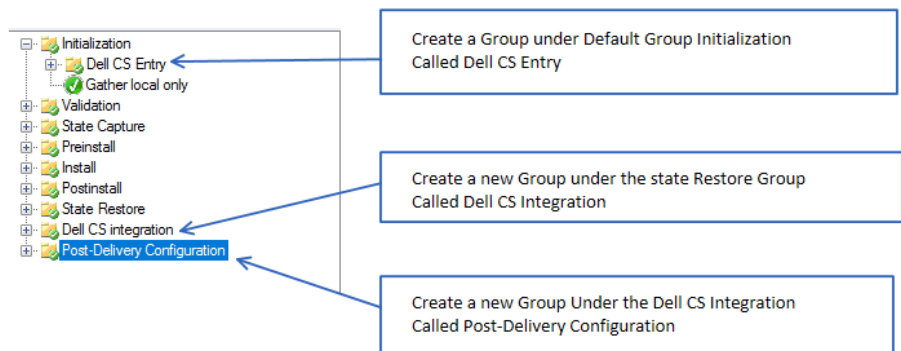 Initialization
Dell CS Entry
Gather local only
Validation
State Capture
Preinstall
Install
Postinstall
State Restore
Dell CS integration
Post-Delivery Configuration
Create a Group under Default Group Initialization
Called Dell CS Entry
Create a new Group under the state Restore Group
Called Dell CS Integration
Create a new Group Under the Dell CS Integration
Called Post-Delivery Configuration